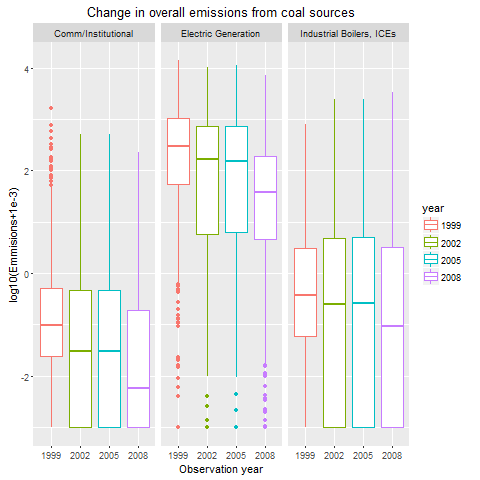 Change in overall emissions from coal sources
Comm/Institutional
Electric Generation
Industrial Boilers, ICEs
4
2
0
-2
log10(Emmisions+1e-3)
1999 2002 2005 2008
1999 2002 2005 2008
1999 2002 2005 2008
Observation year
year
1999
2002
2005
2008